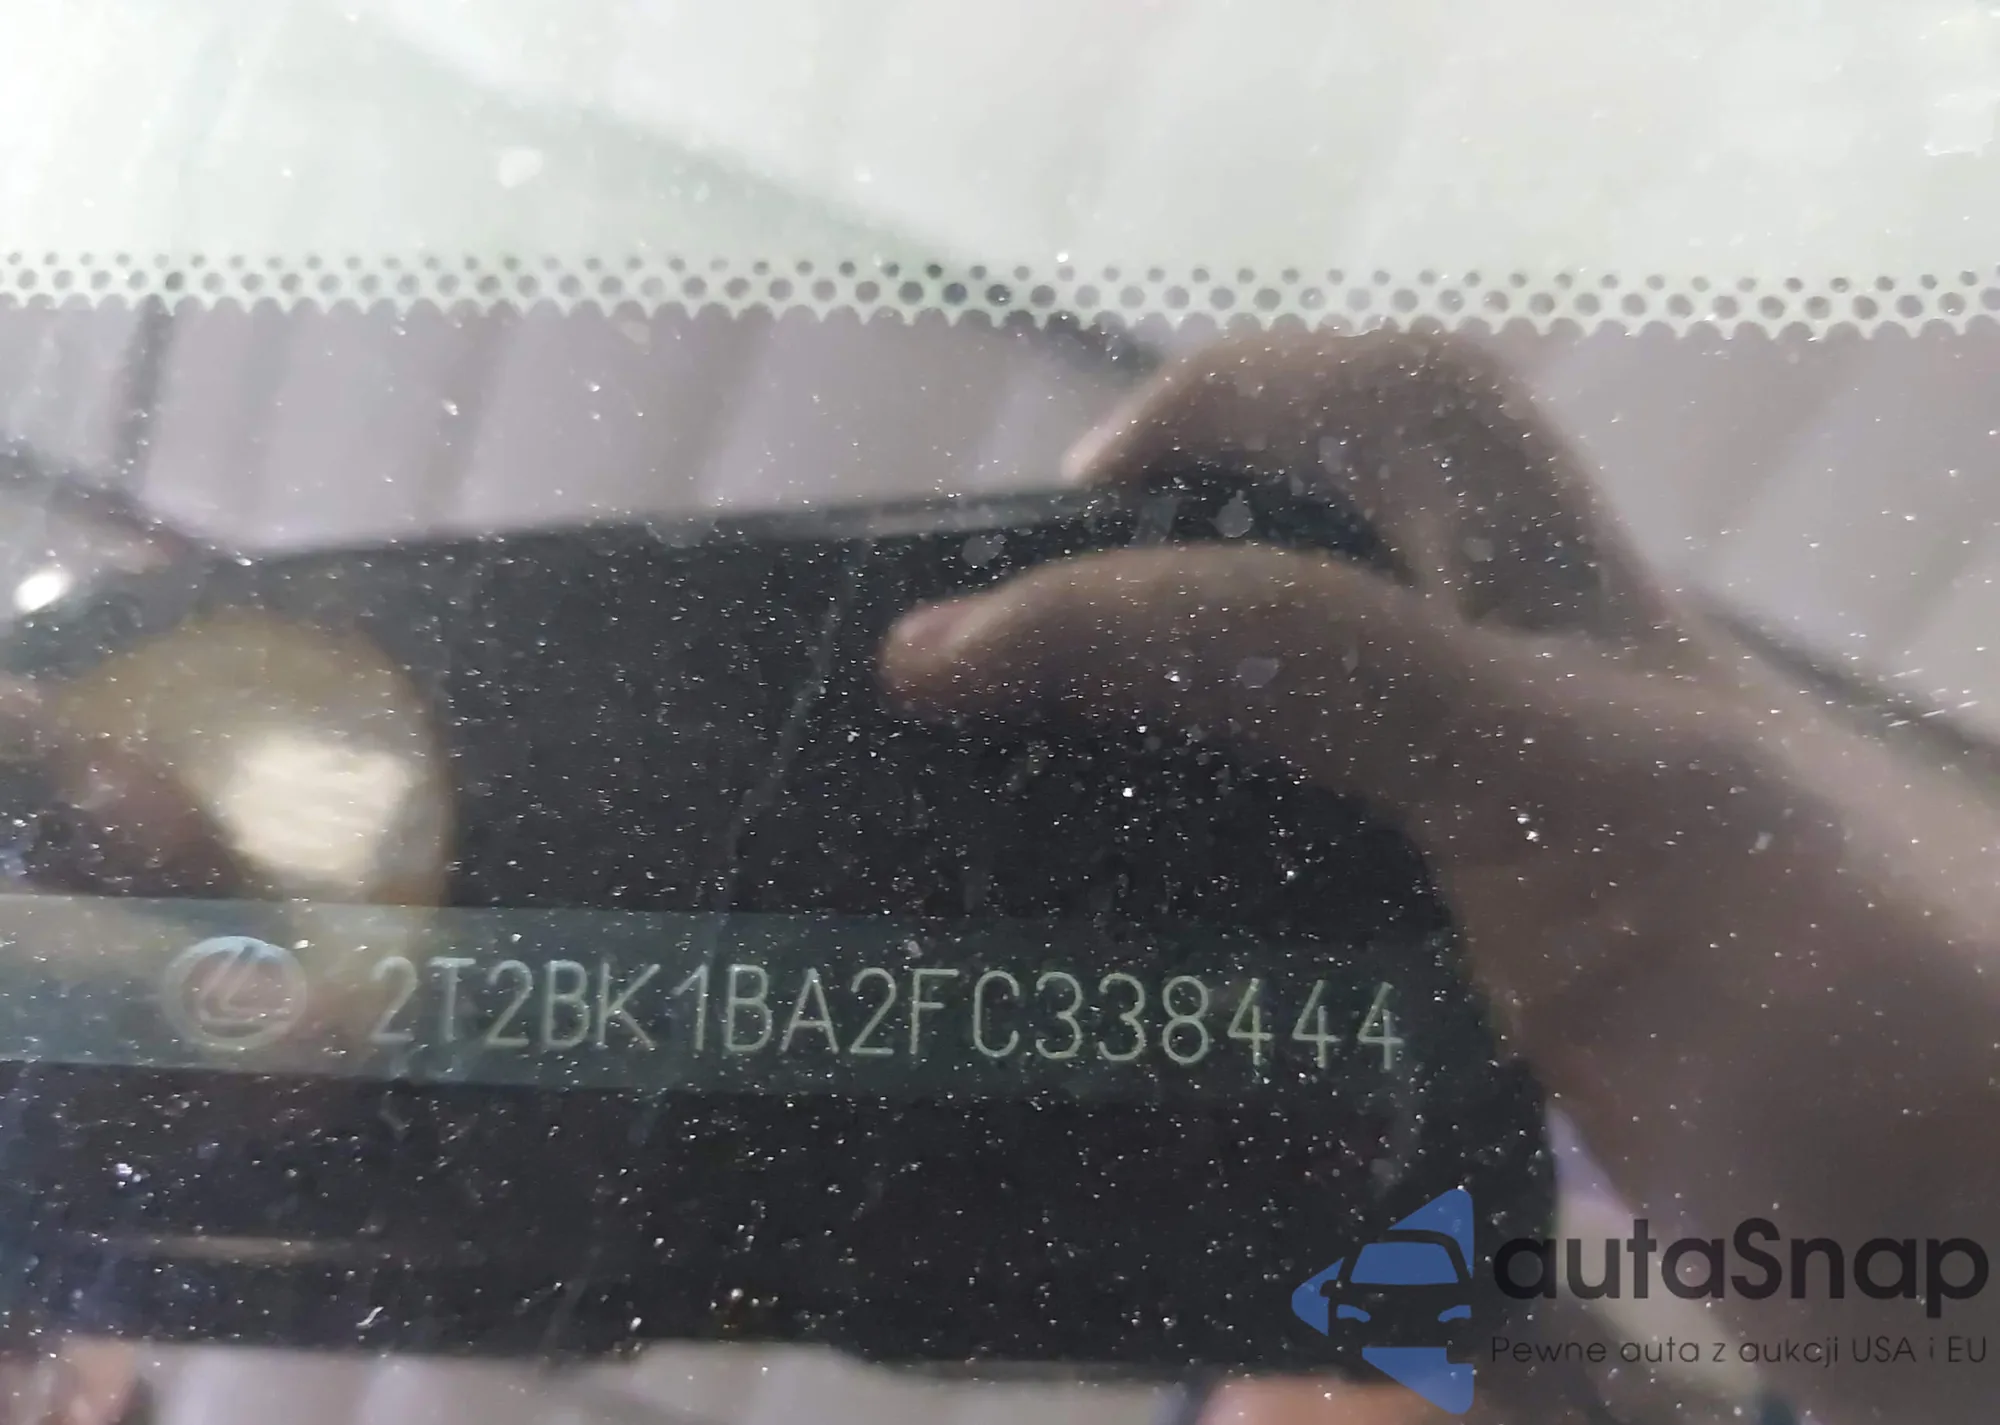 2T2BK1BA2FC338444
autaSnap
Pewne auta z aukcji USA i EU